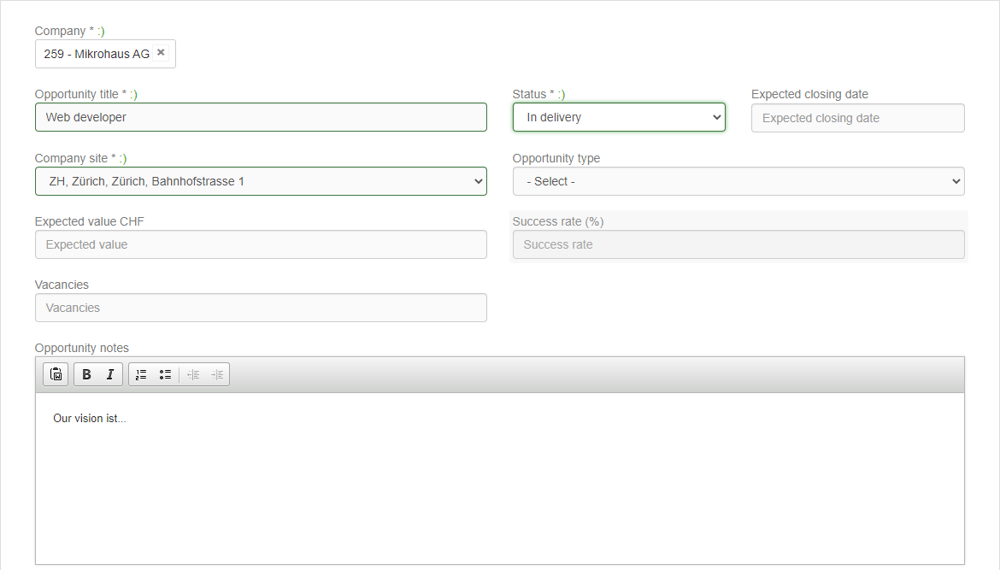 Company * :)
259 - Mikrohaus AG ×
Opportunity title * :)
Status * :)
Expected closing date
Web developer
In delivery
Expected closing date
Company site * :)
Opportunity type
ZH, Zürich, Zürich, Bahnhofstrasse 1
- Select -
Expected value CHF
Success rate (%)
Expected value
Success rate
Vacancies
Vacancies
Opportunity notes
B I
Our vision ist...